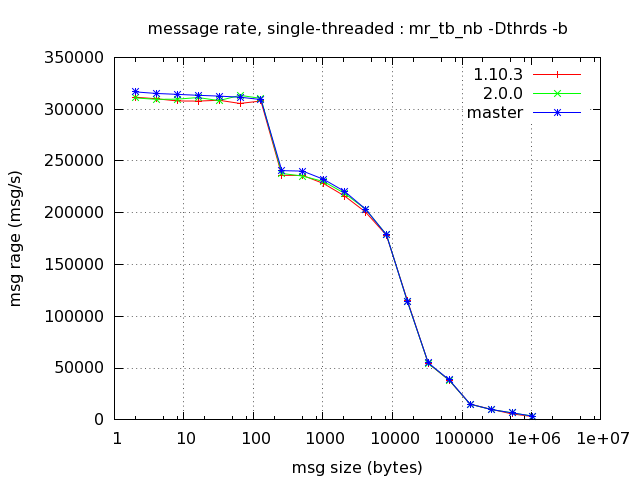 message rate, single-threaded : mr_tb_nb -Dthrds -b
350000
300000
250000
200000
150000
100000
50000
0
msg rage (msg/s)
1.10.3
2.0.0
master
1 10 100 1000 10000 100000 1e+06 1e+07
msg size (bytes)